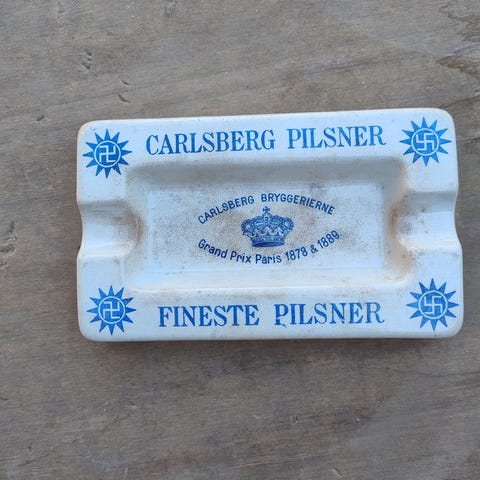 CARLSBERG PILSNER
CARLSBERG BRYGGERIERNE
Grand Prix Paris 1878 & 1889
FINESTE PILSNER